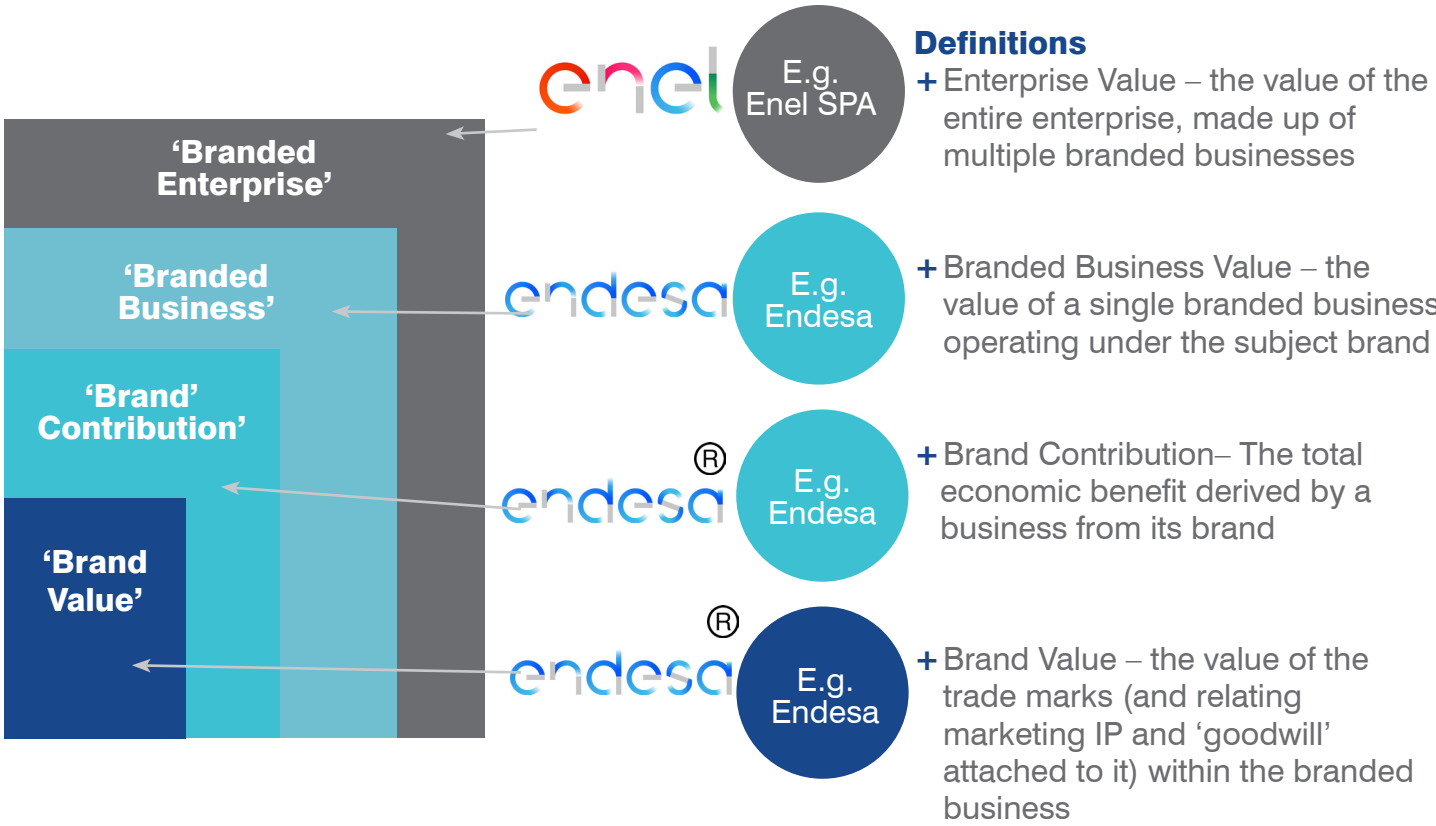 ‘Branded
Enterprise’
‘Branded
Business’
‘Brand’
Contribution’
‘Brand
Value’
enel
E.g.
Enel SPA
endesa
E.g.
Endesa
®
endesa
E.g.
Endesa
®
endesa
E.g.
Endesa
Definitions
+ Enterprise Value – the value of the
entire enterprise, made up of
multiple branded businesses
+ Branded Business Value – the
value of a single branded business
operating under the subject brand
+ Brand Contribution– The total
economic benefit derived by a
business from its brand
+ Brand Value – the value of the
trade marks (and relating
marketing IP and ‘goodwill’
attached to it) within the branded
business